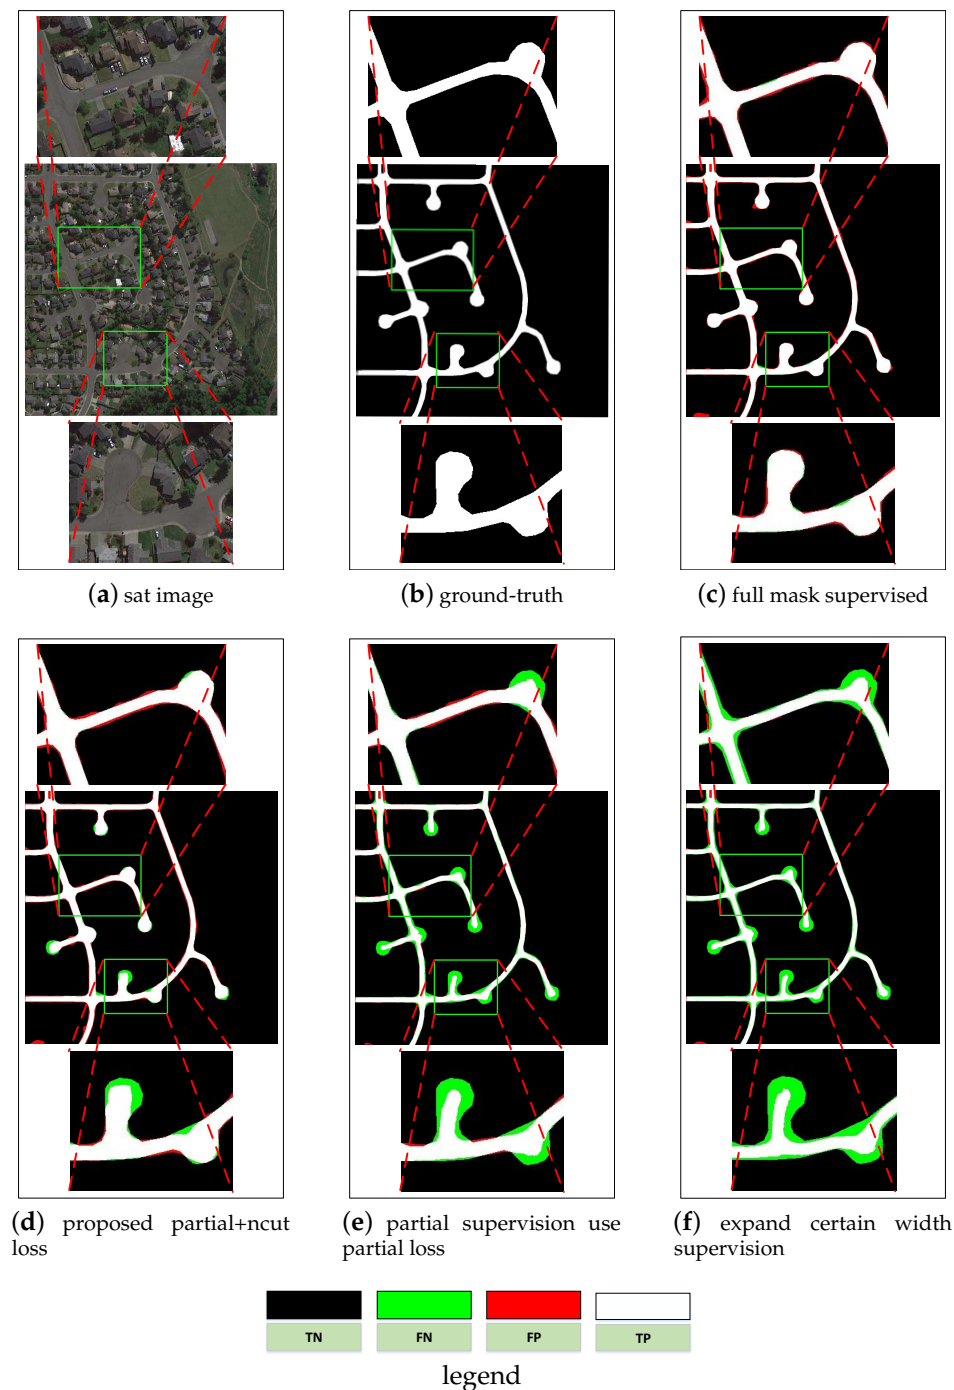 (a) sat image
(b) ground-truth
(c) full mask supervised
(d) proposed partial+ncut
loss
(e) partial supervision use
partial loss
(f) expand certain width
supervision
TN
FN
FP
TP
legend